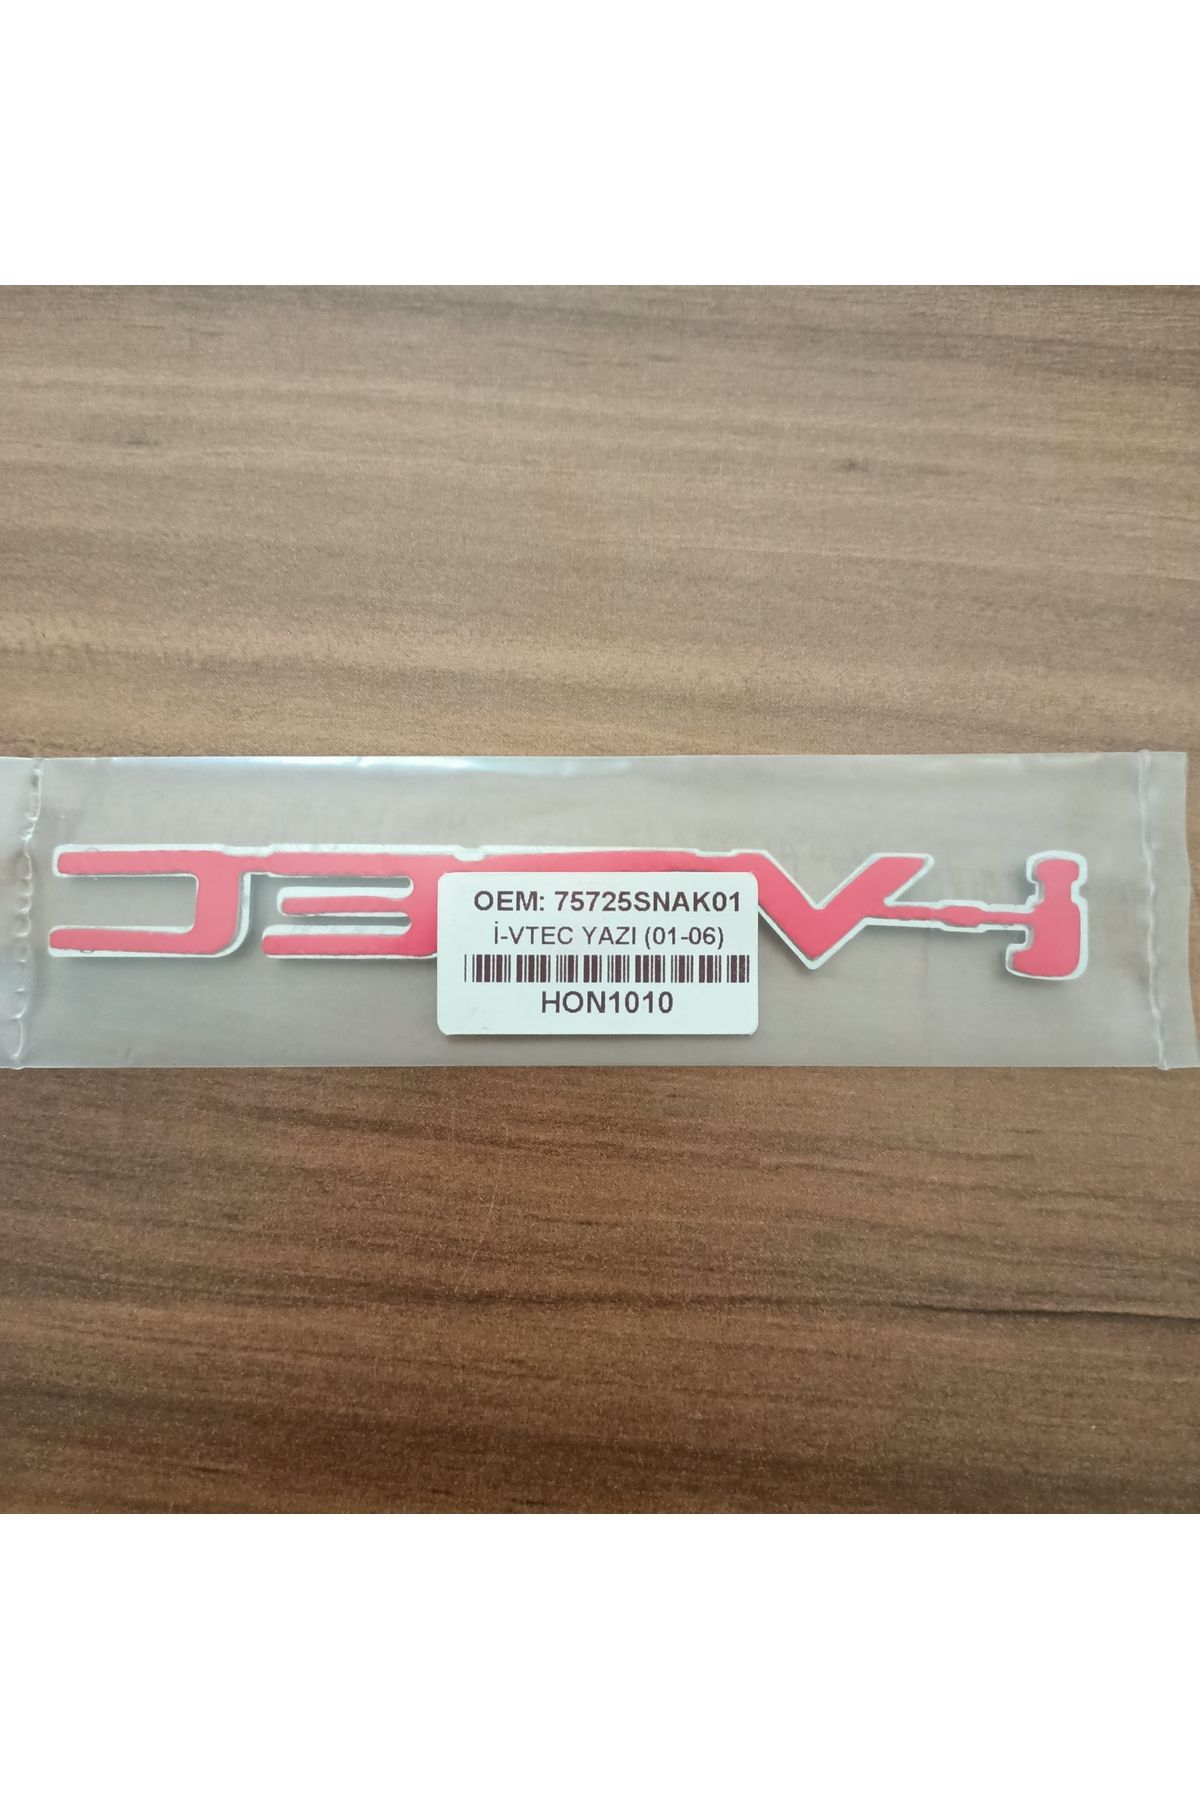 OEM: 75725SNAK01
İ-VTEC YAZI (01-06)
HON1010